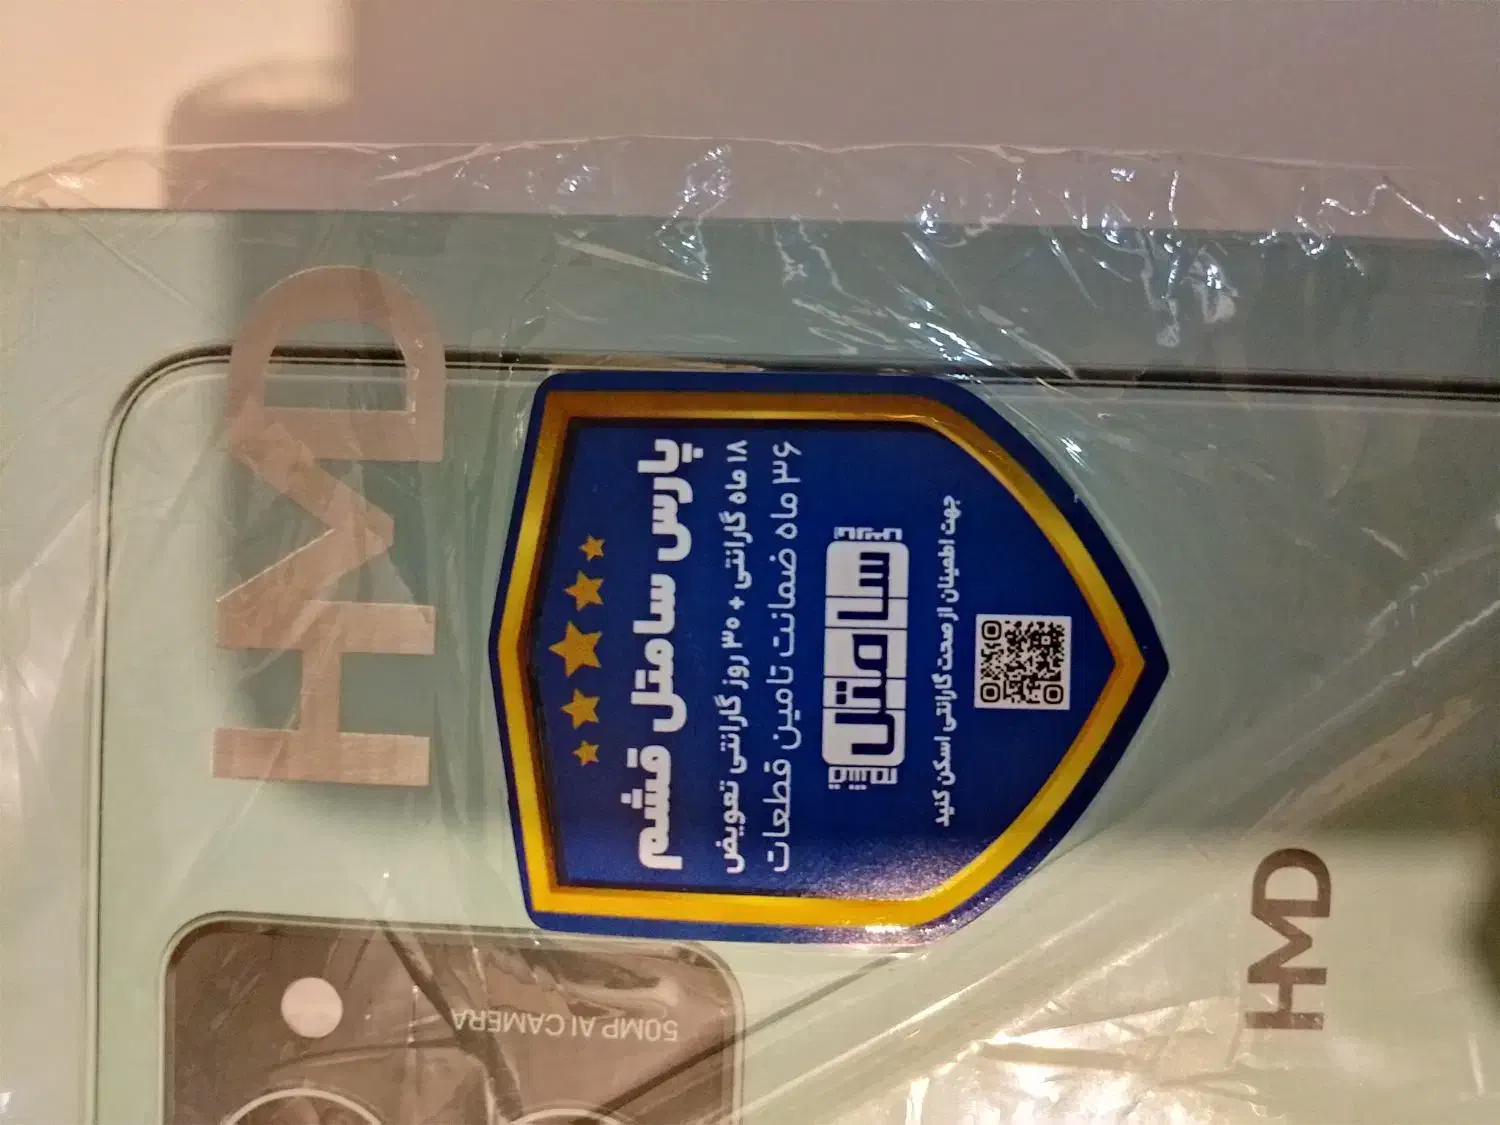 HMD
پارس سامتل قشم
۱۸ ماه گارانتی + ۳۰ روز گارانتی تعویض
۳۶ ماه ضمانت تامین قطعات
سامتل
جهت اطمینان از صحت گارانتی اسکن کنید
50MP AI CAMERA
HMD